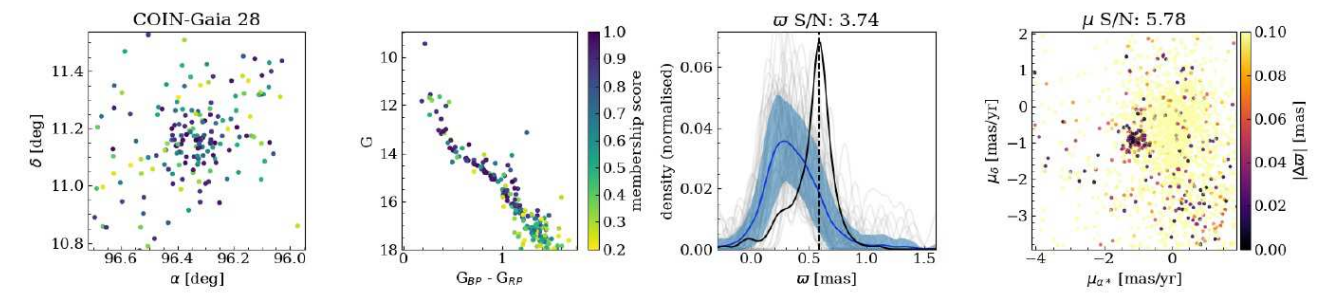 COIN-Gaia 28
11.4
11.2
11.0
10.8
96.6 96.4 96.2 96.0
δ [deg]
α [deg]
10
12
14
16
18
0 1
G
G_BP - G_RP
1.0
0.9
0.8
0.7
0.6
0.5
0.4
0.3
0.2
membership score
ϖ S/N: 3.74
0.06
0.04
0.02
0.00
0.0 0.5 1.0 1.5
density (normalised)
ϖ [mas]
μ S/N: 5.78
2
1
0
−1
−2
−3
−4 −2 0
μ_δ [mas/yr]
μ_α* [mas/yr]
0.10
0.08
0.06
0.04
0.02
0.00
|Δϖ| [mas]